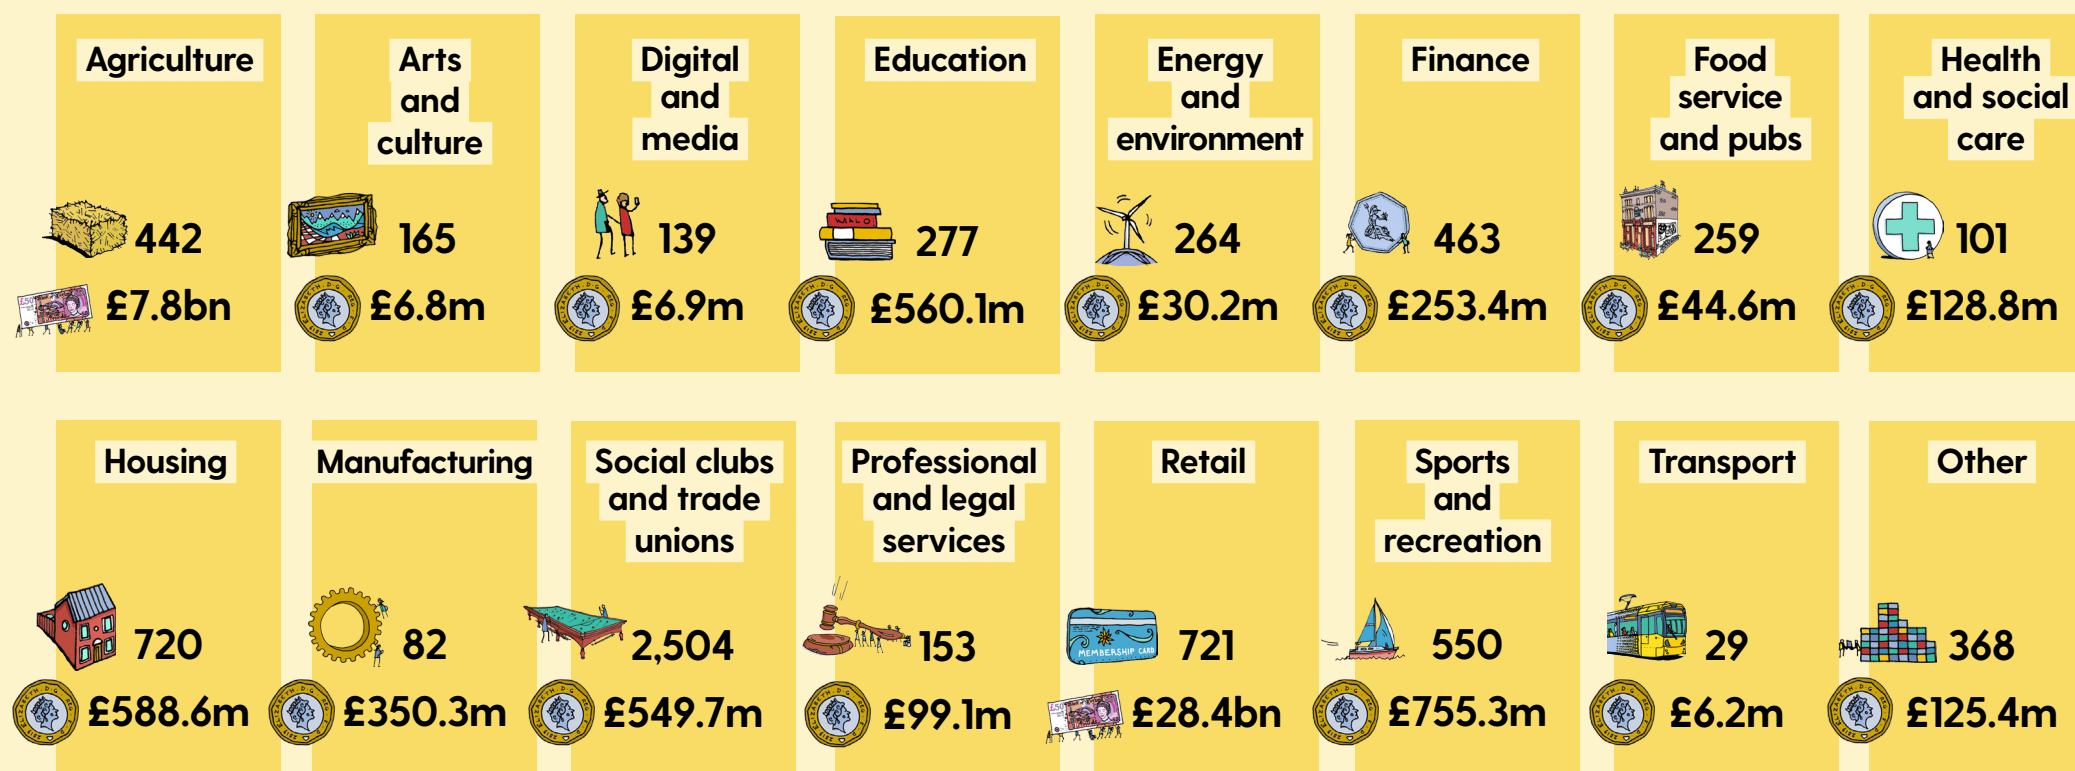 Agriculture
442
£7.8bn
Arts
and
culture
165
£6.8m
Digital
and
media
139
£6.9m
Education
277
£560.1m
Energy
and
environment
264
£30.2m
Finance
463
£253.4m
Food
service
and pubs
259
£44.6m
Health
and social
care
101
£128.8m
Housing
720
£588.6m
Manufacturing
82
£350.3m
Social clubs
and trade
unions
2,504
£549.7m
Professional
and legal
services
153
£99.1m
Retail
MEMBERSHIP CARD
721
£28.4bn
Sports
and
recreation
550
£755.3m
Transport
29
£6.2m
Other
368
£125.4m